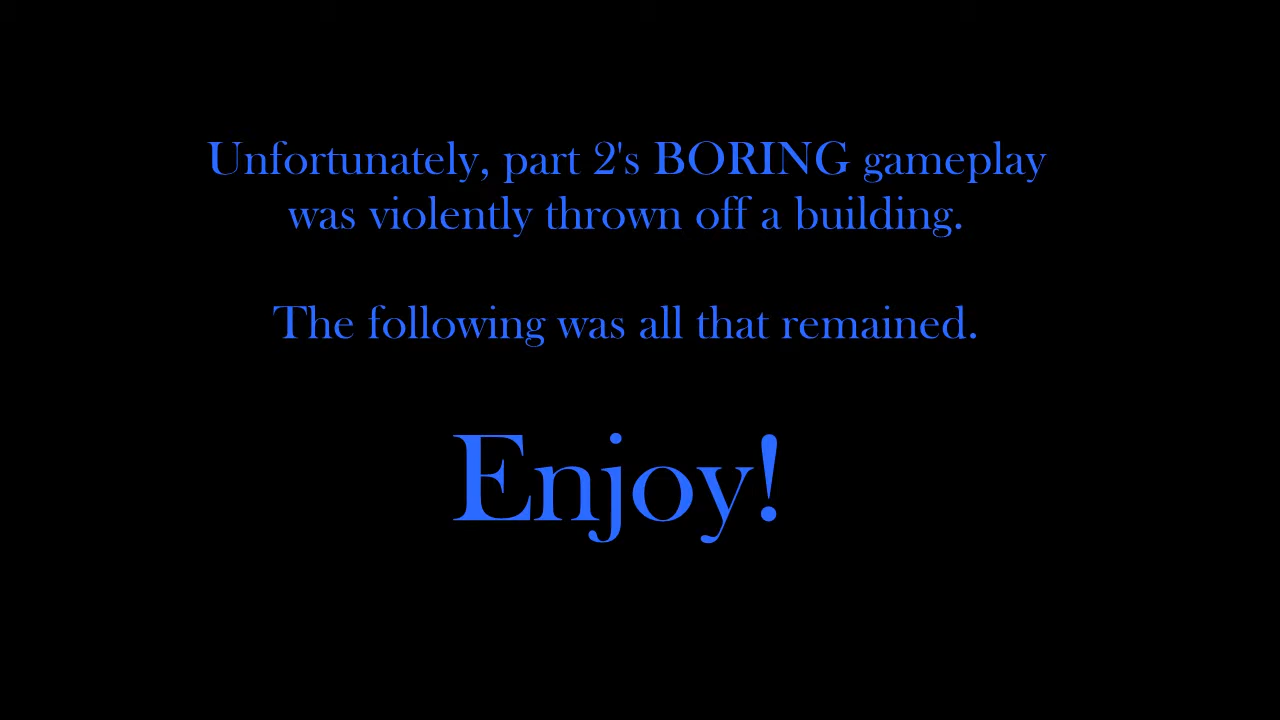 Unfortunately, part 2's BORING gameplay
was violently thrown off a building.
The following was all that remained.
Enjoy!